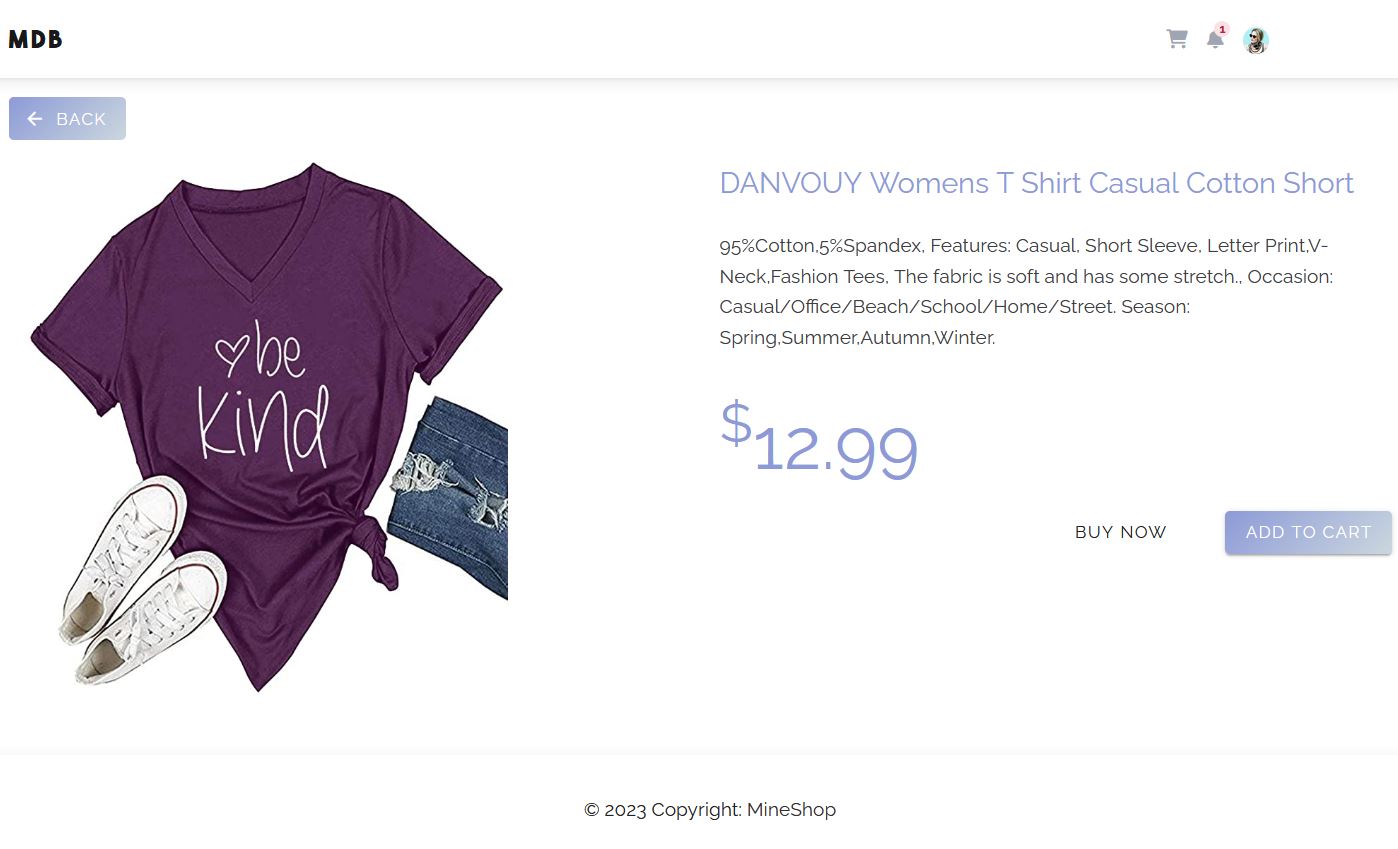 MDB
1
BACK
be
kind
DANVOUY Womens T Shirt Casual Cotton Short
95%Cotton,5%Spandex, Features: Casual, Short Sleeve, Letter Print,V-
Neck,Fashion Tees, The fabric is soft and has some stretch., Occasion:
Casual/Office/Beach/School/Home/Street. Season:
Spring,Summer,Autumn,Winter.
$12.99
BUY NOW
ADD TO CART
© 2023 Copyright: MineShop